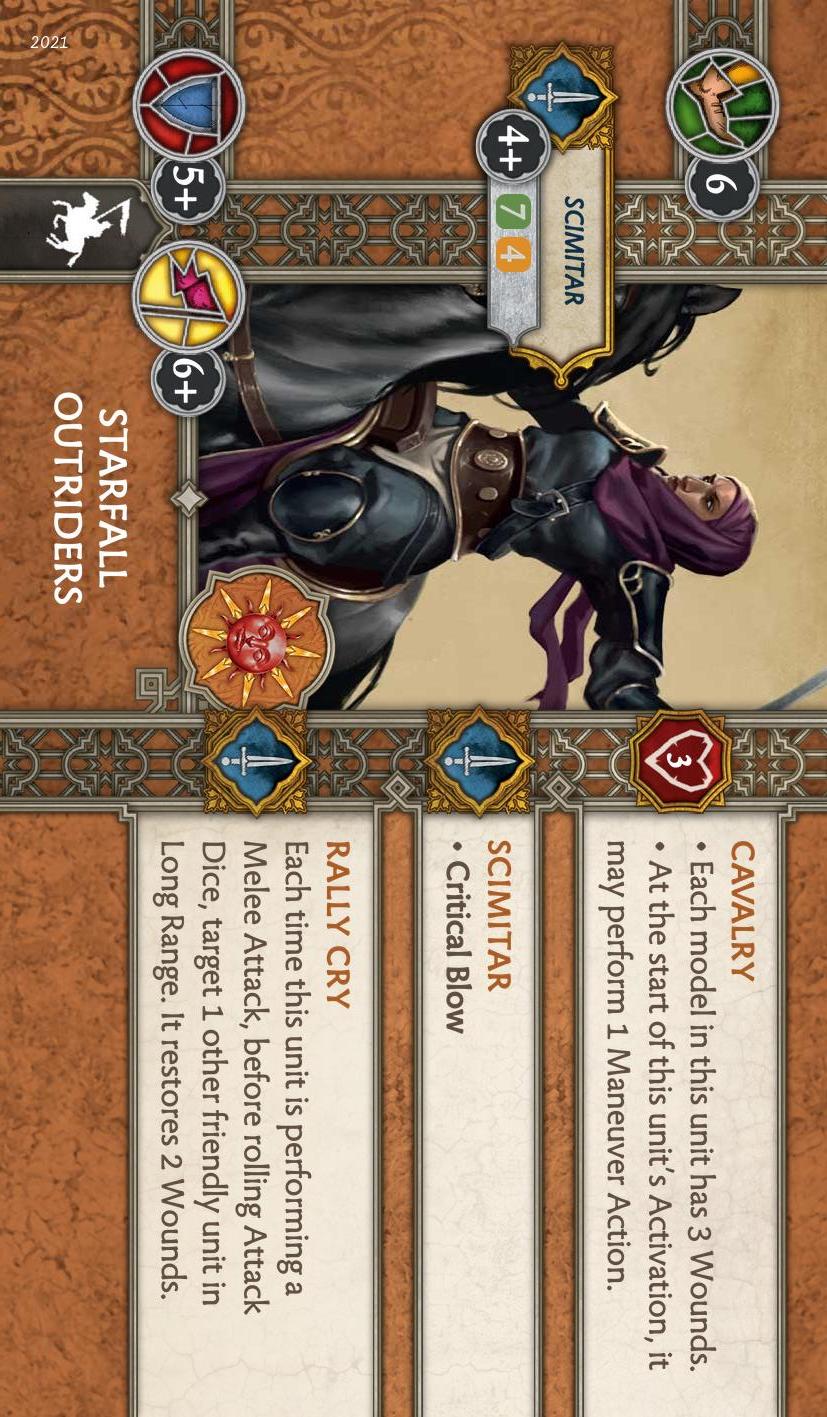 6
SCIMITAR
4+
7 4
5+
6+
STARFALL
OUTRIDERS
3
CAVALRY
• Each model in this unit has 3 Wounds.
• At the start of this unit's Activation, it
may perform 1 Maneuver Action.
SCIMITAR
• Critical Blow
RALLY CRY
Each time this unit is performing a
Melee Attack, before rolling Attack
Dice, target 1 other friendly unit in
Long Range. It restores 2 Wounds.
2021